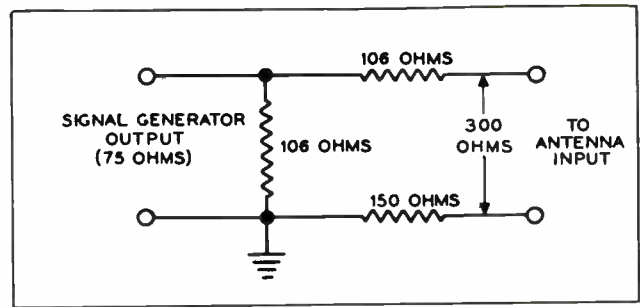 106 OHMS
SIGNAL GENERATOR
OUTPUT
(75 OHMS)
106 OHMS
300
OHMS
TO
ANTENNA
INPUT
150 OHMS